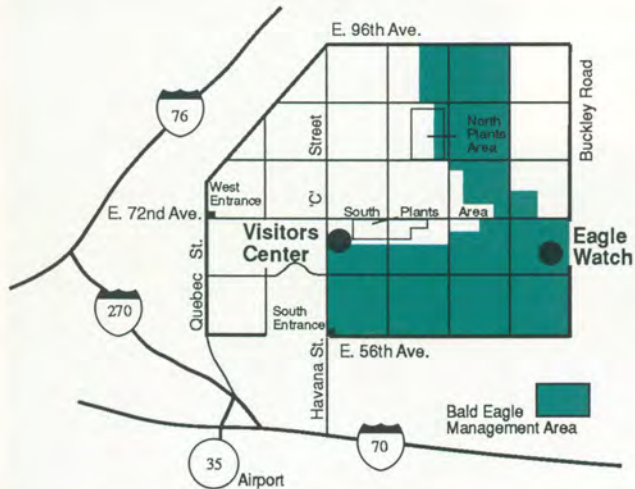 E. 96th Ave.
76
Street
North
Plants
Area
Buckley Road
West
Entrance
'C'
E. 72nd Ave.
South Plants Area
Visitors
Center
Eagle
Watch
Quebec St.
270
South
Entrance
E. 56th Ave.
Havana St.
Bald Eagle
Management Area
70
35
Airport